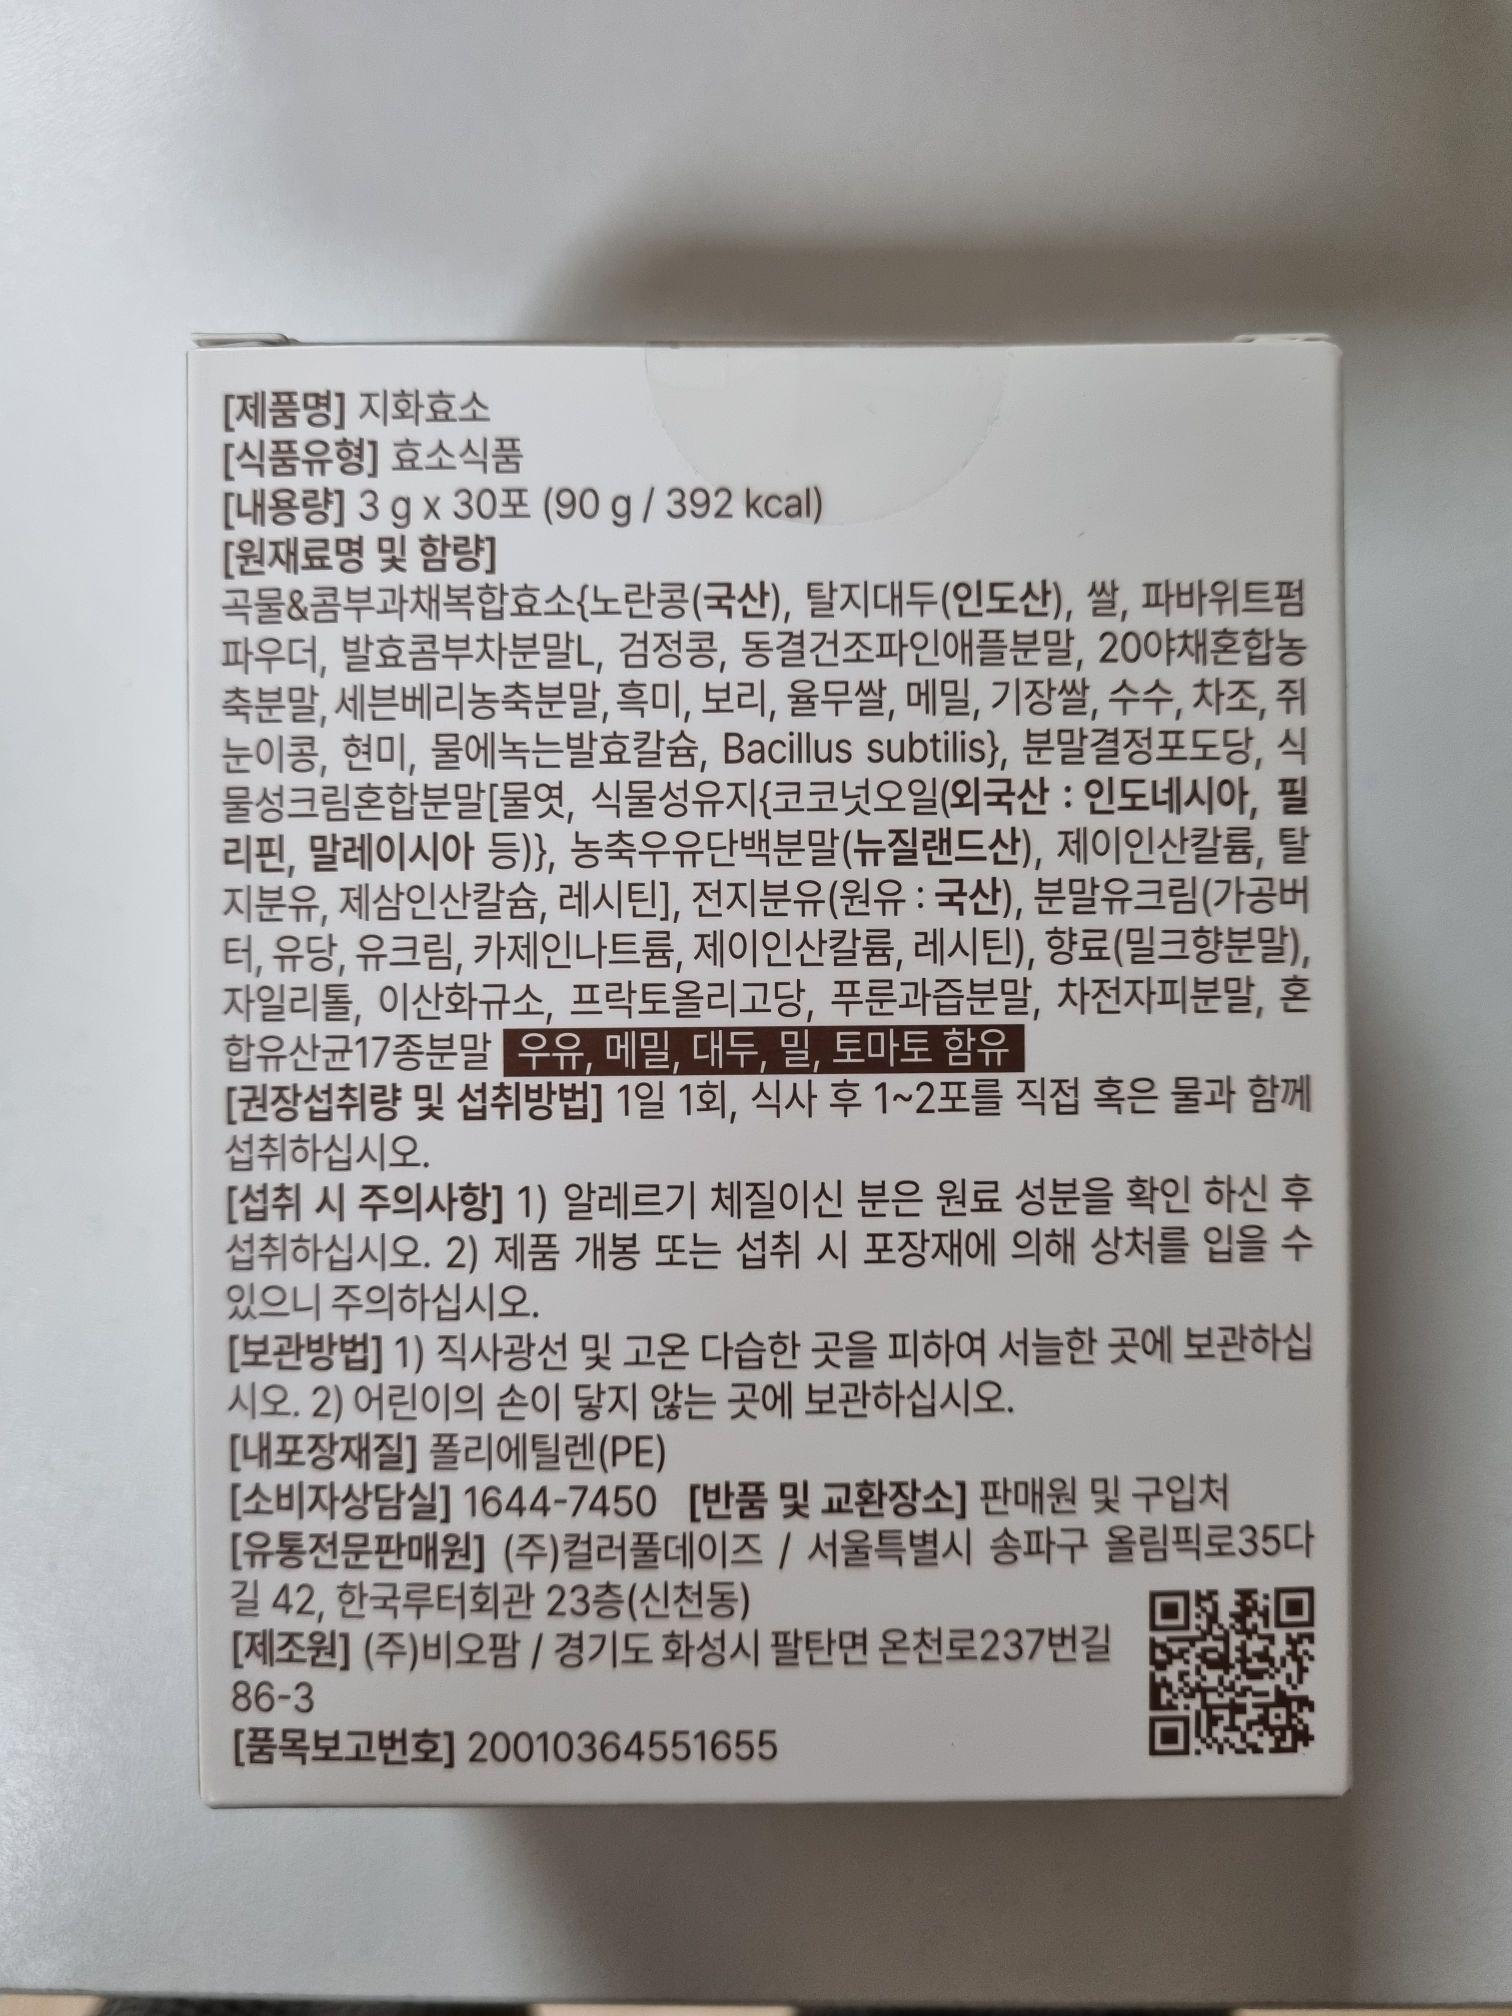 [제품명] 지화효소
[식품유형] 효소식품
[내용량] 3 g x 30포 (90 g / 392 kcal)
[원재료명 및 함량]
곡물&콤부과채복합효소{노란콩(국산), 탈지대두(인도산), 쌀, 파바위트펌
파우더, 발효콤부차분말L, 검정콩, 동결건조파인애플분말, 20야채혼합농
축분말, 세븐베리농축분말, 흑미, 보리, 율무쌀, 메밀, 기장쌀, 수수, 차조, 쥐
눈이콩, 현미, 물에녹는발효칼슘, Bacillus subtilis}, 분말결정포도당, 식
물성크림혼합분말[물엿, 식물성유지{코코넛오일(외국산 : 인도네시아, 필
리핀, 말레이시아 등)}, 농축우유단백분말(뉴질랜드산), 제이인산칼륨, 탈
지분유, 제삼인산칼슘, 레시틴], 전지분유(원유 : 국산), 분말유크림(가공버
터, 유당, 유크림, 카제인나트륨, 제이인산칼륨, 레시틴), 향료(밀크향분말),
자일리톨, 이산화규소, 프락토올리고당, 푸룬과즙분말, 차전자피분말, 혼
합유산균17종분말 우유, 메밀, 대두, 밀, 토마토 함유
[권장섭취량 및 섭취방법] 1일 1회, 식사 후 1~2포를 직접 혹은 물과 함께
섭취하십시오.
[섭취 시 주의사항] 1) 알레르기 체질이신 분은 원료 성분을 확인 하신 후
섭취하십시오. 2) 제품 개봉 또는 섭취 시 포장재에 의해 상처를 입을 수
있으니 주의하십시오.
[보관방법] 1) 직사광선 및 고온 다습한 곳을 피하여 서늘한 곳에 보관하십
시오. 2) 어린이의 손이 닿지 않는 곳에 보관하십시오.
[내포장재질] 폴리에틸렌(PE)
[소비자상담실] 1644-7450 [반품 및 교환장소] 판매원 및 구입처
[유통전문판매원] (주)컬러풀데이즈 / 서울특별시 송파구 올림픽로35다
길 42, 한국루터회관 23층(신천동)
[제조원] (주)비오팜 / 경기도 화성시 팔탄면 온천로237번길
86-3
[품목보고번호] 20010364551655